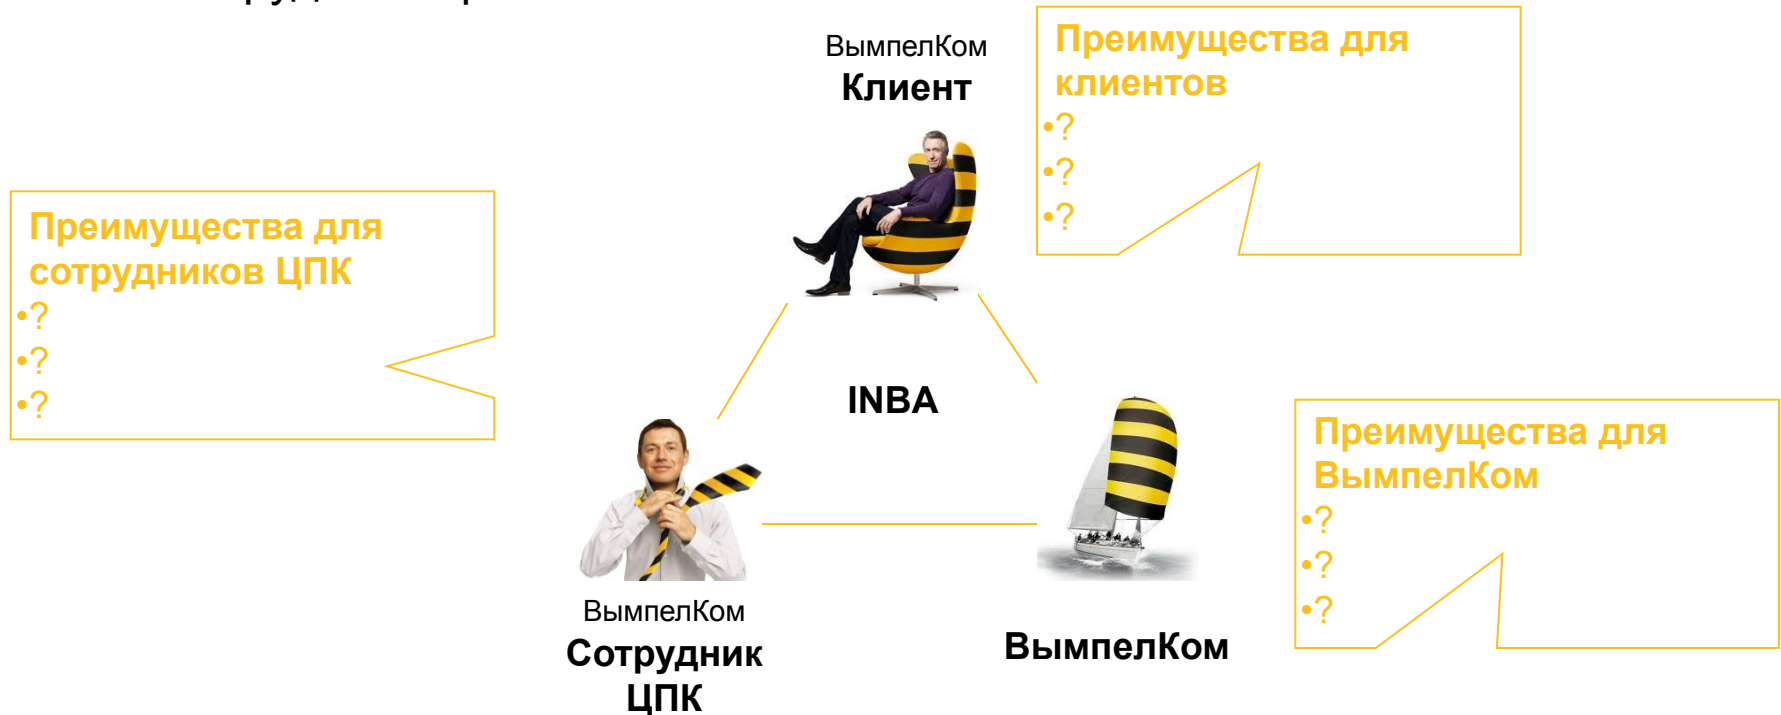 ВымпелКом
Клиент
Преимущества для
клиентов
•?
•?
•?
Преимущества для
сотрудников ЦПК
•?
•?
•?
INBA
Преимущества для
ВымпелКом
•?
•?
•?
ВымпелКом
Сотрудник
ЦПК
ВымпелКом